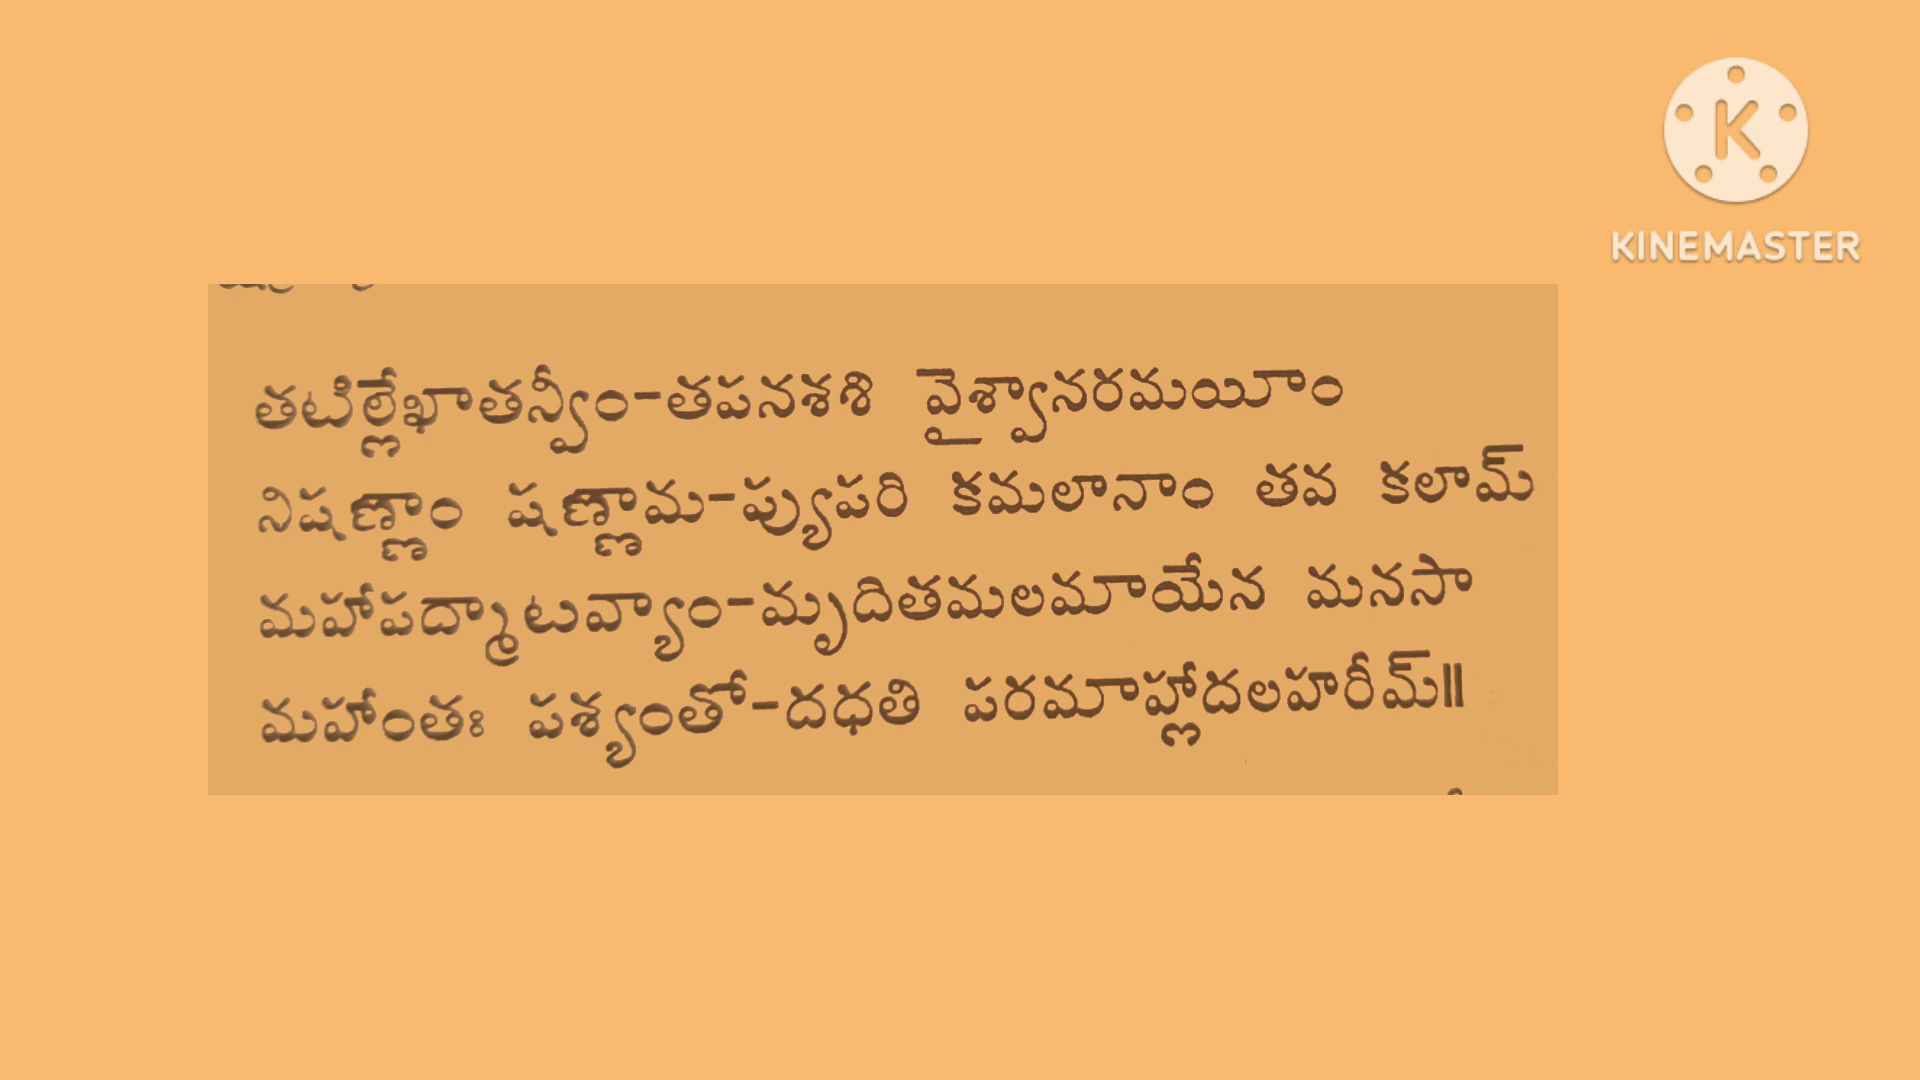 KINEMASTER
తటిల్లేఖాతన్వీం-తపనశశి వైశ్వానరమయీం
నిషణ్ణాం షణ్ణామ-ప్యుపరి కమలానాం తవ కలామ్
మహాపద్మాటవ్యాం-మృదితమలమాయేన మనసా
మహాంతః పశ్యంతో-దధతి పరమాహ్లాదలహరీమ్॥